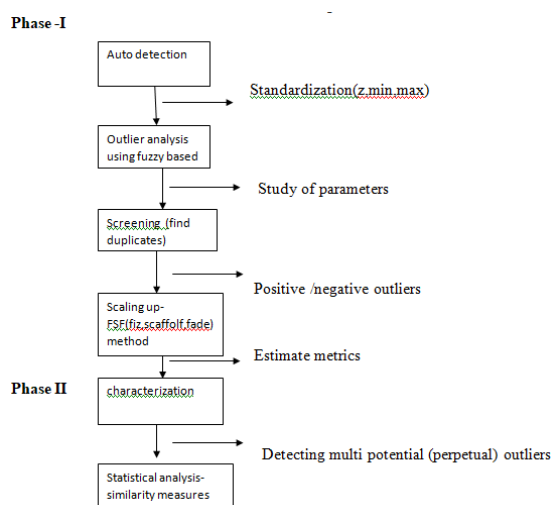 Phase -I
Auto detection
Standardization(z,min,max)
Outlier analysis
using fuzzy based
Study of parameters
Screening (find
duplicates)
Positive /negative outliers
Scaling up-
FSF(fiz,scaffolf,fade)
method
Estimate metrics
Phase II
characterization
Detecting multi potential (perpetual) outliers
Statistical analysis-
similarity measures